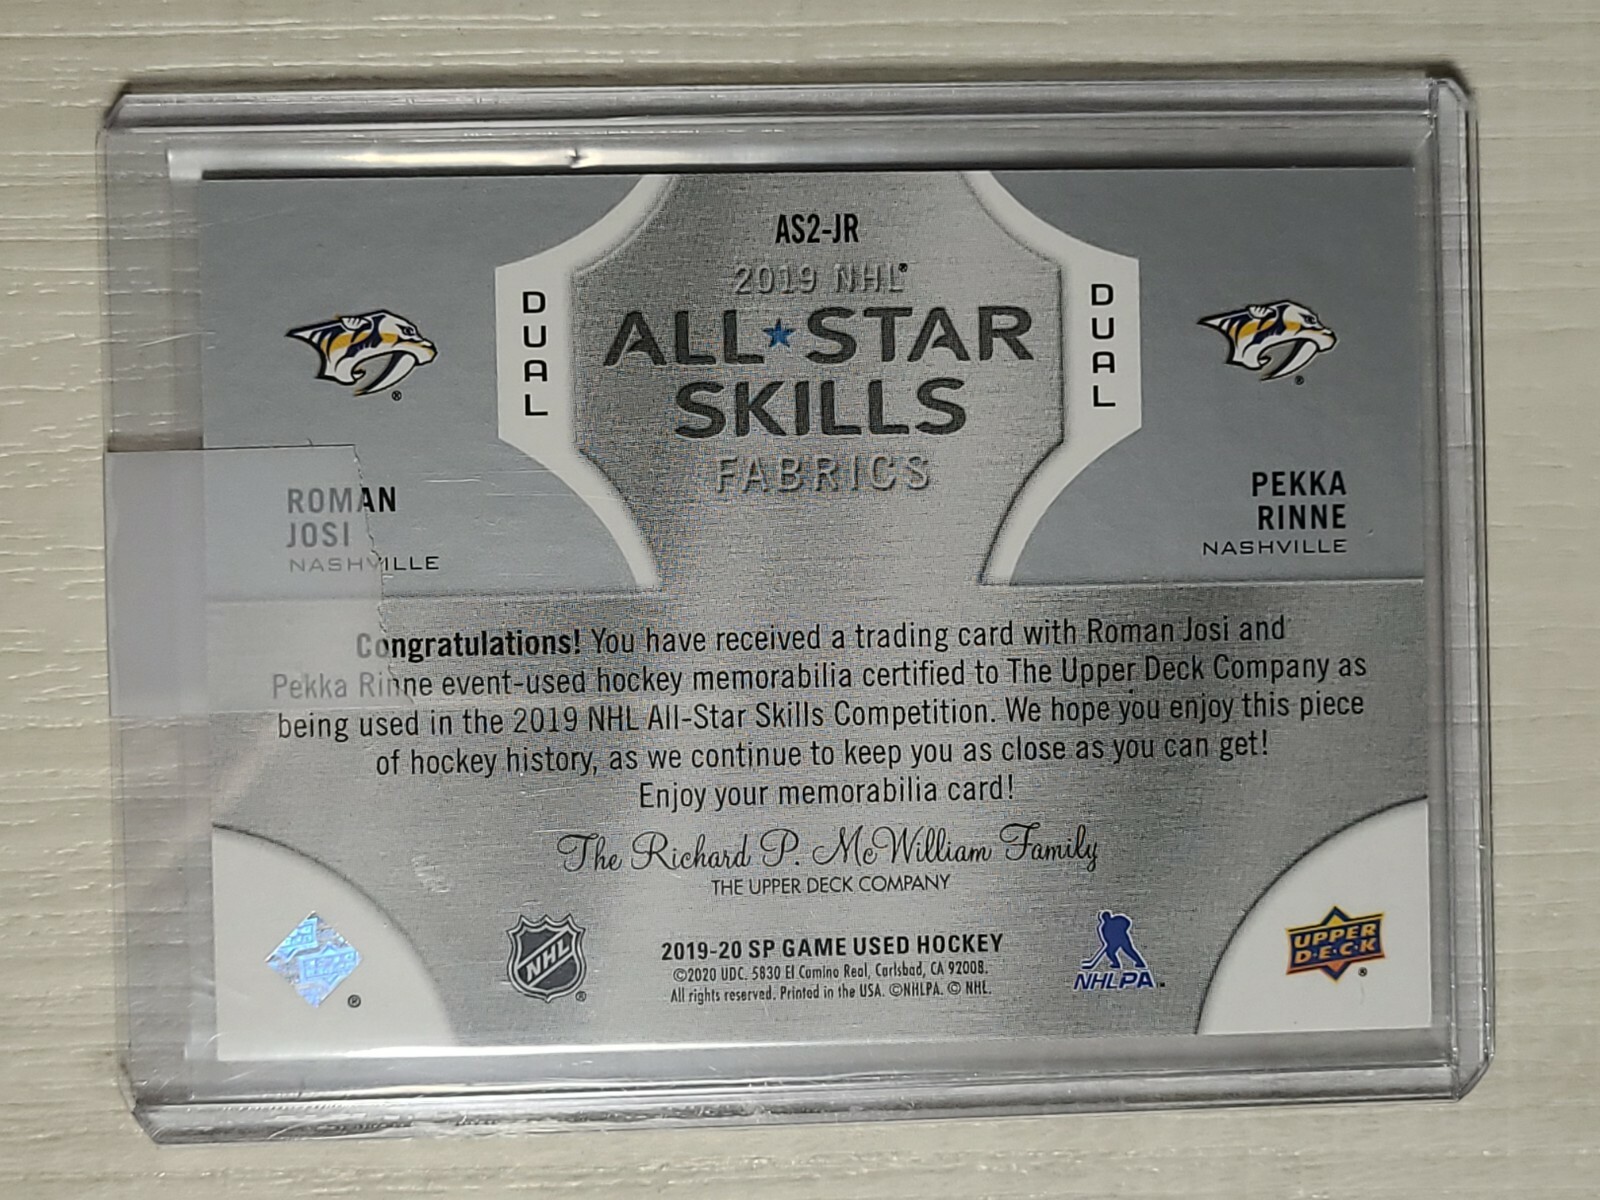 AS2-JR
2019 NHL®
ALL★STAR
SKILLS
FABRICS
DUAL
DUAL
ROMAN
JOSI
NASHVILLE
PEKKA
RINNE
NASHVILLE
Congratulations! You have received a trading card with Roman Josi and
Pekka Rinne event-used hockey memorabilia certified to The Upper Deck Company as
being used in the 2019 NHL All-Star Skills Competition. We hope you enjoy this piece
of hockey history, as we continue to keep you as close as you can get!
Enjoy your memorabilia card!
The Richard P. McWilliam Family
THE UPPER DECK COMPANY
NHL
2019-20 SP GAME USED HOCKEY
©2020 UDC. 5830 El Camino Real, Carlsbad, CA 92008.
All rights reserved. Printed in the USA. ©NHLPA. © NHL.
NHLPA
UPPER
D•E•C•K